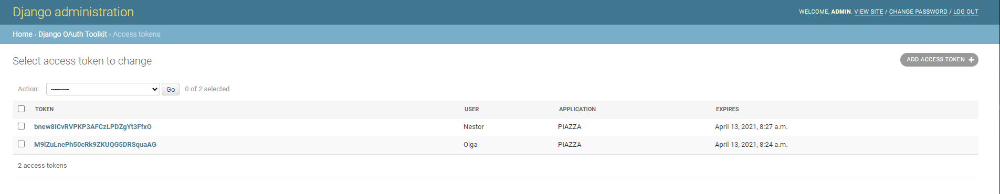 Django administration
WELCOME, ADMIN. VIEW SITE / CHANGE PASSWORD / LOG OUT
Home › Django OAuth Toolkit › Access tokens
Select access token to change
ADD ACCESS TOKEN +
Action: --------- Go 0 of 2 selected
TOKEN USER APPLICATION EXPIRES
bnew8ICvRVPKP3AFCzLPDZgYt3FfxO Nestor PIAZZA April 13, 2021, 8:27 a.m.
M9lZuLnePh50cRk9ZKUQG5DRSquaAG Olga PIAZZA April 13, 2021, 8:24 a.m.
2 access tokens